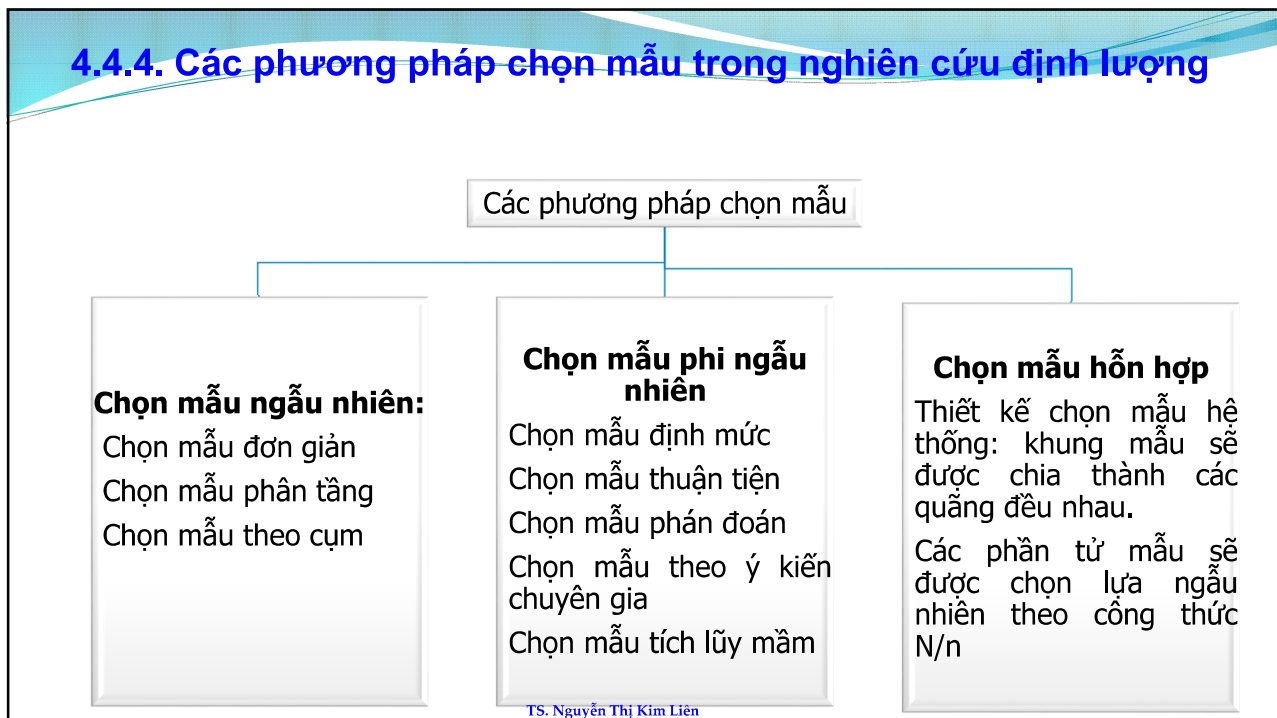 4.4.4. Các phương pháp chọn mẫu trong nghiên cứu định lượng
Các phương pháp chọn mẫu
Chọn mẫu ngẫu nhiên:
Chọn mẫu đơn giản
Chọn mẫu phân tầng
Chọn mẫu theo cụm
Chọn mẫu phi ngẫu
nhiên
Chọn mẫu định mức
Chọn mẫu thuận tiện
Chọn mẫu phán đoán
Chọn mẫu theo ý kiến
chuyên gia
Chọn mẫu tích lũy mầm
Chọn mẫu hỗn hợp
Thiết kế chọn mẫu hệ
thống: khung mẫu sẽ
được chia thành các
quãng đều nhau.
Các phần tử mẫu sẽ
được chọn lựa ngẫu
nhiên theo công thức
N/n
TS. Nguyễn Thị Kim Liên